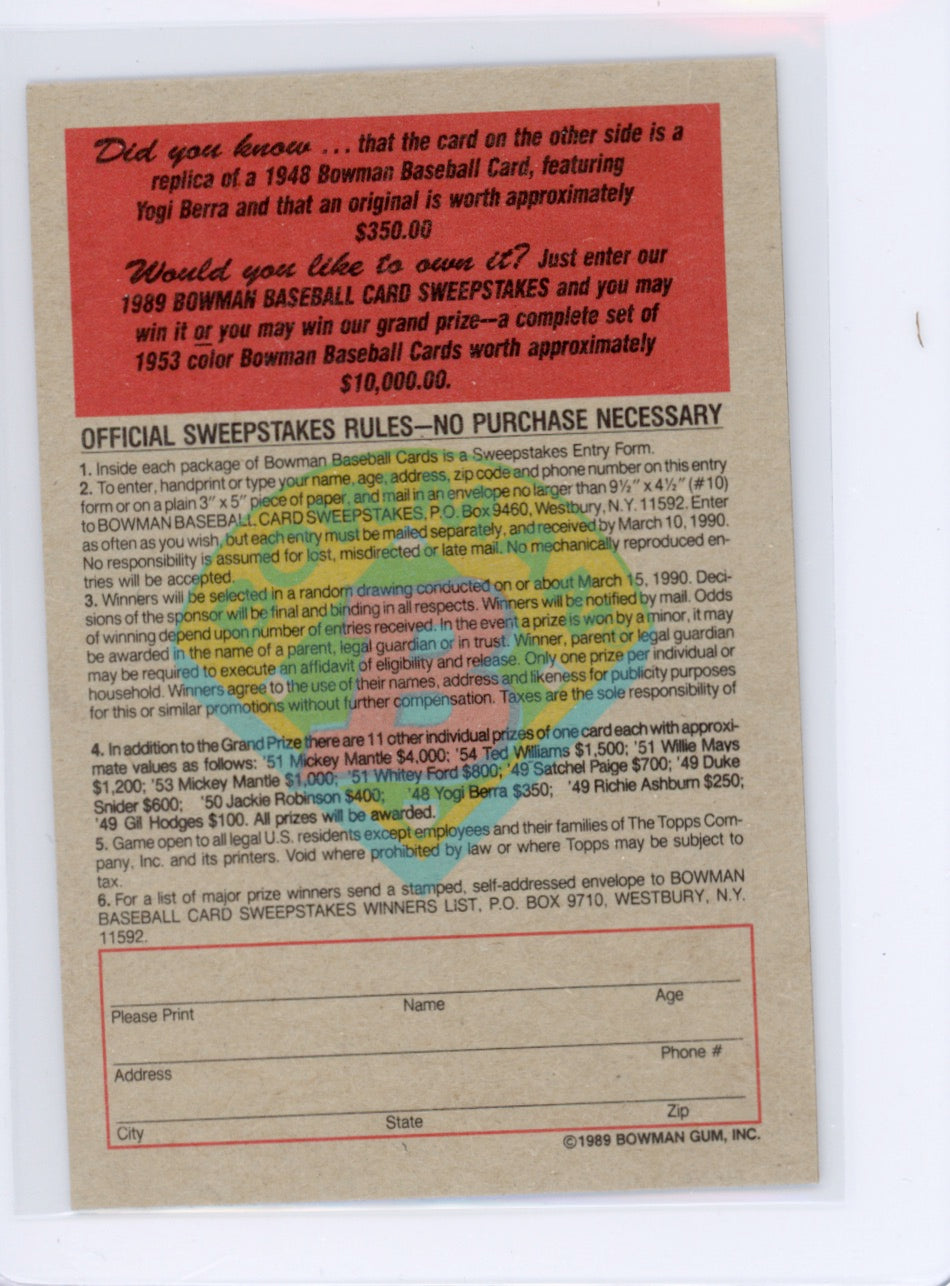 Did you know ... that the card on the other side is a
replica of a 1948 Bowman Baseball Card, featuring
Yogi Berra and that an original is worth approximately
$350.00
Would you like to own it? Just enter our
1989 BOWMAN BASEBALL CARD SWEEPSTAKES and you may
win it or you may win our grand prize—a complete set of
1953 color Bowman Baseball Cards worth approximately
$10,000.00.
OFFICIAL SWEEPSTAKES RULES—NO PURCHASE NECESSARY
1. Inside each package of Bowman Baseball Cards is a Sweepstakes Entry Form.
2. To enter, handprint or type your name, age, address, zip code and phone number on this entry
form or on a plain 3" x 5" piece of paper, and mail in an envelope no larger than 9½" x 4½" (#10)
to BOWMAN BASEBALL CARD SWEEPSTAKES, P.O. Box 9460, Westbury, N.Y. 11592. Enter
as often as you wish, but each entry must be mailed separately, and received by March 10, 1990.
No responsibility is assumed for lost, misdirected or late mail. No mechanically reproduced en-
tries will be accepted.
3. Winners will be selected in a random drawing conducted on or about March 15, 1990. Deci-
sions of the sponsor will be final and binding in all respects. Winners will be notified by mail. Odds
of winning depend upon number of entries received. In the event a prize is won by a minor, it may
be awarded in the name of a parent, legal guardian or in trust. Winner, parent or legal guardian
may be required to execute an affidavit of eligibility and release. Only one prize per individual or
household. Winners agree to the use of their names, address and likeness for publicity purposes
for this or similar promotions without further compensation. Taxes are the sole responsibility of
4. In addition to the Grand Prize there are 11 other individual prizes of one card each with approxi-
mate values as follows: '51 Mickey Mantle $4,000; '54 Ted Williams $1,500; '51 Willie Mays
$1,200; '53 Mickey Mantle $1,000; '51 Whitey Ford $800; '49 Satchel Paige $700; '49 Duke
Snider $600; '50 Jackie Robinson $400; '48 Yogi Berra $350; '49 Richie Ashburn $250;
'49 Gil Hodges $100. All prizes will be awarded.
5. Game open to all legal U.S. residents except employees and their families of The Topps Com-
pany, Inc. and its printers. Void where prohibited by law or where Topps may be subject to
tax.
6. For a list of major prize winners send a stamped, self-addressed envelope to BOWMAN
BASEBALL CARD SWEEPSTAKES WINNERS LIST, P.O. BOX 9710, WESTBURY, N.Y.
11592.
Please Print Name Age
Address Phone #
City State Zip
©1989 BOWMAN GUM, INC.